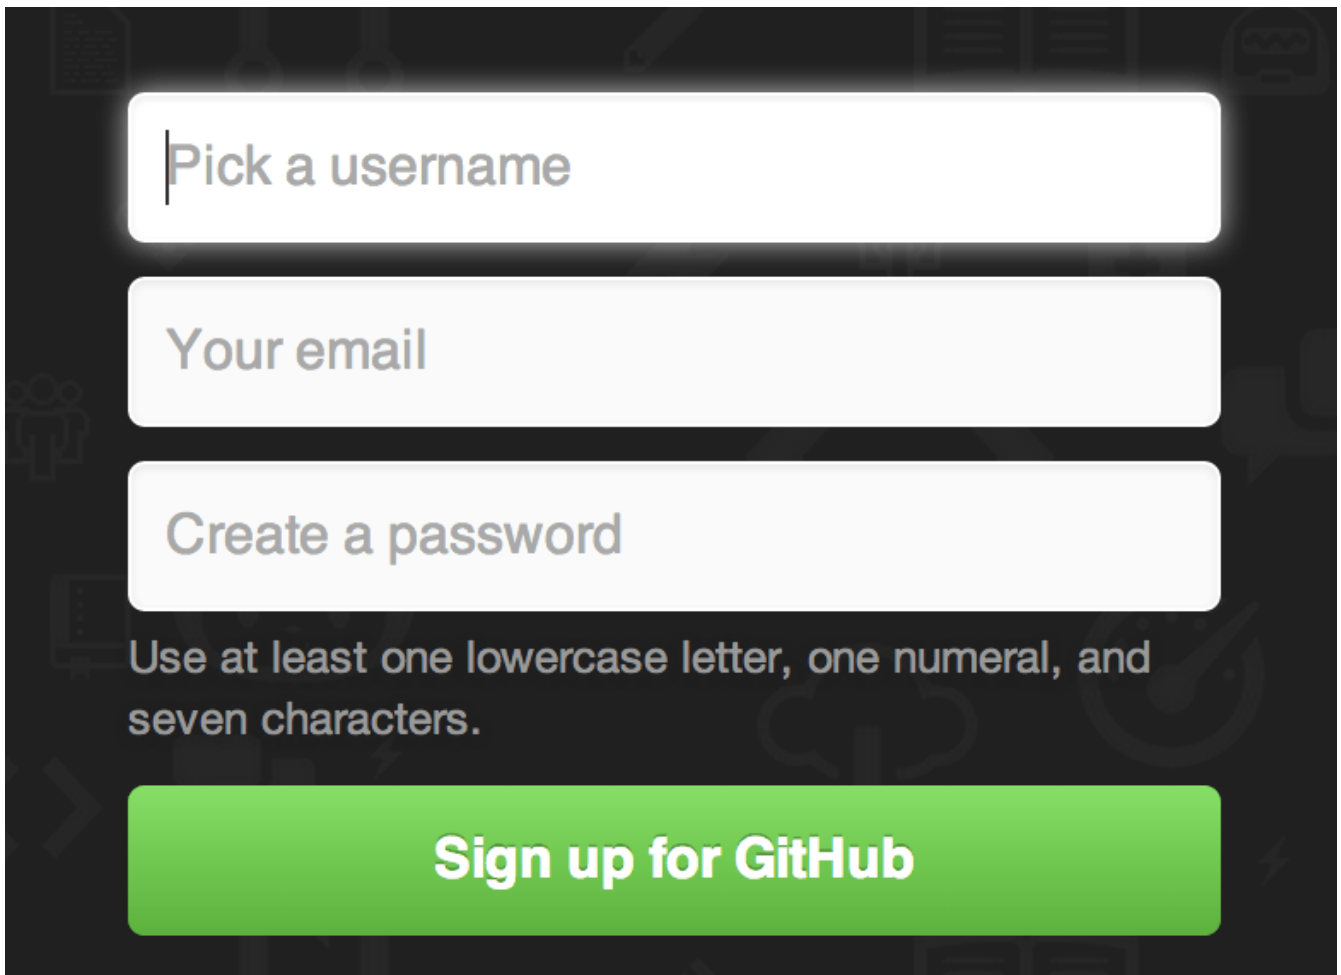 Pick a username
Your email
Create a password
Use at least one lowercase letter, one numeral, and
seven characters.
Sign up for GitHub